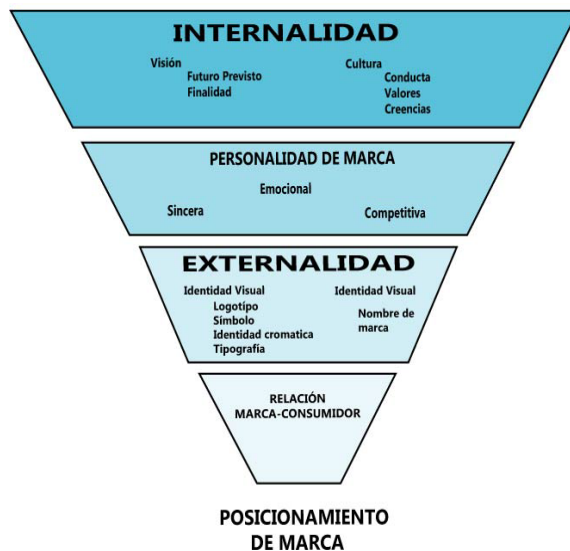 INTERNALIDAD
Visión
Futuro Previsto
Finalidad
Cultura
Conducta
Valores
Creencias
PERSONALIDAD DE MARCA
Emocional
Sincera
Competitiva
EXTERNALIDAD
Identidad Visual
Logotípo
Símbolo
Identidad cromatica
Tipografía
Identidad Visual
Nombre de
marca
RELACIÓN
MARCA-CONSUMIDOR
POSICIONAMIENTO
DE MARCA